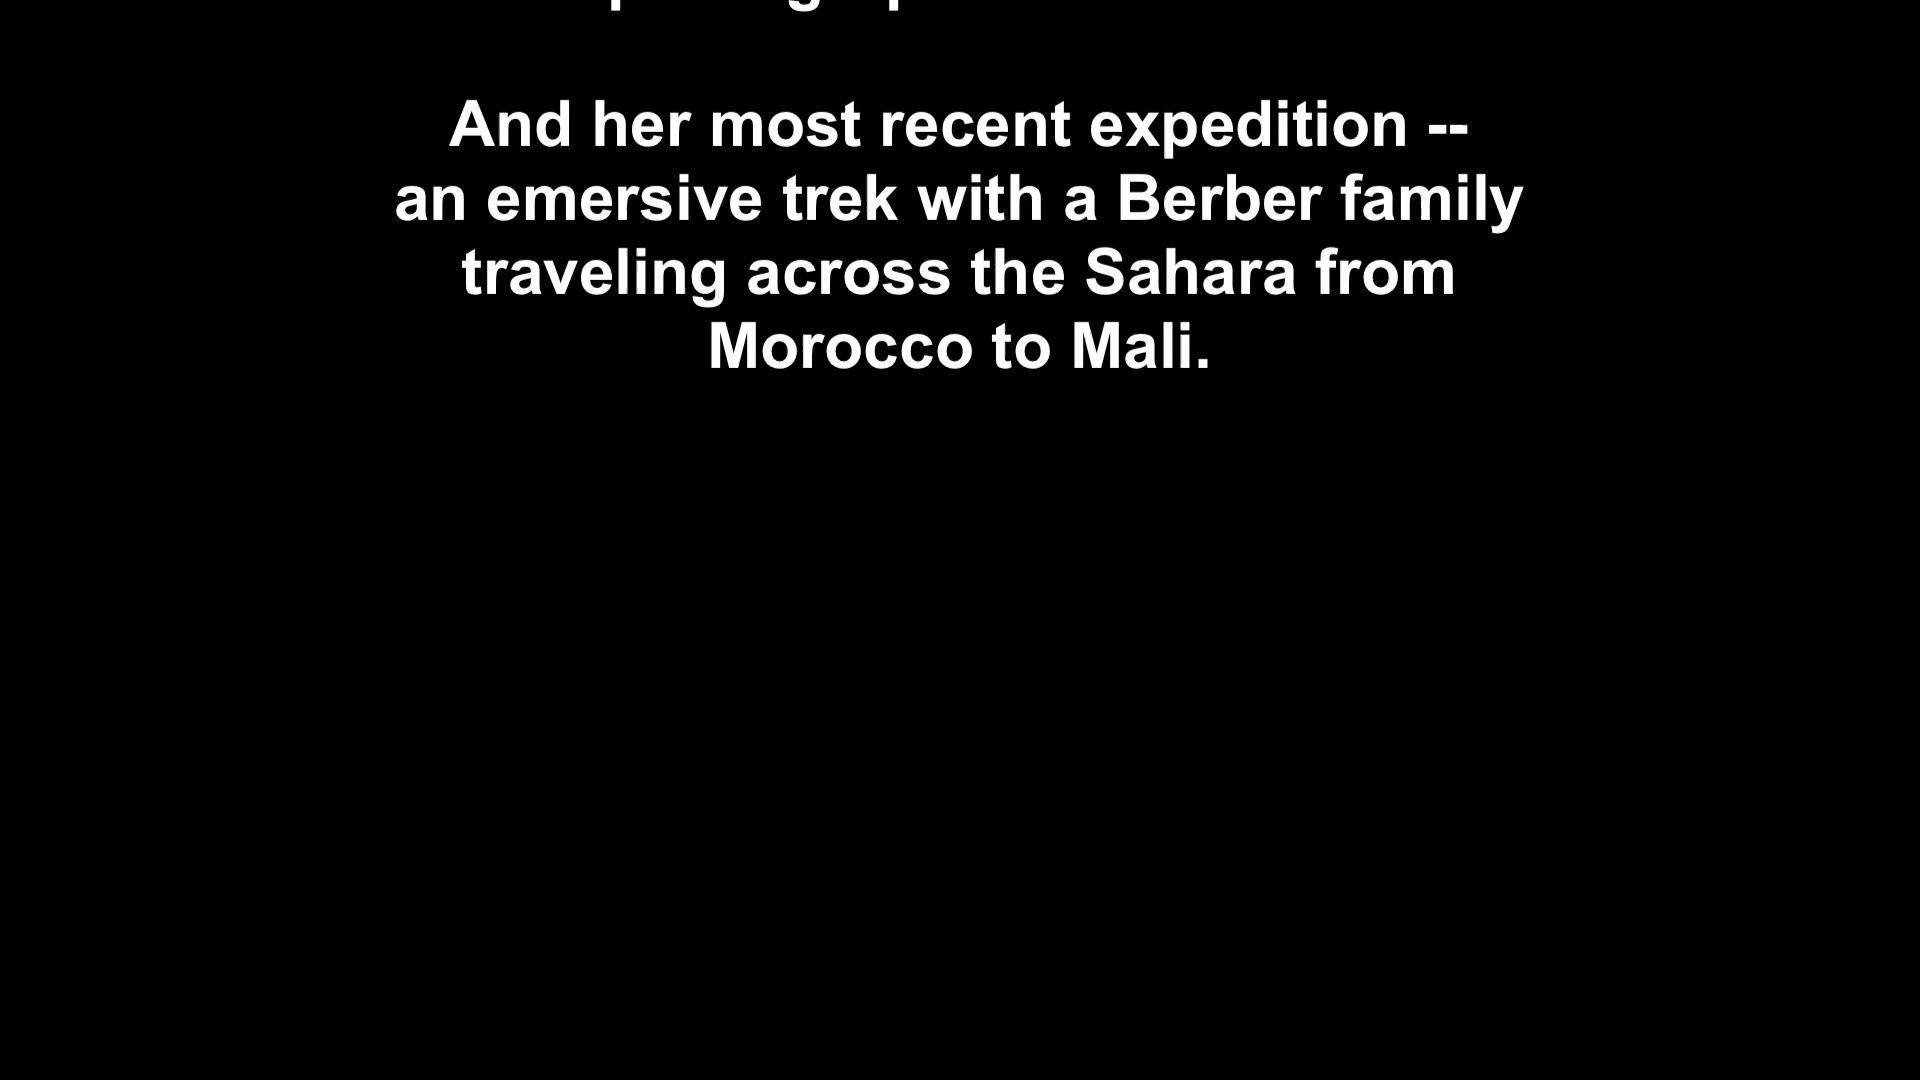 And her most recent expedition --
an emersive trek with a Berber family
traveling across the Sahara from
Morocco to Mali.